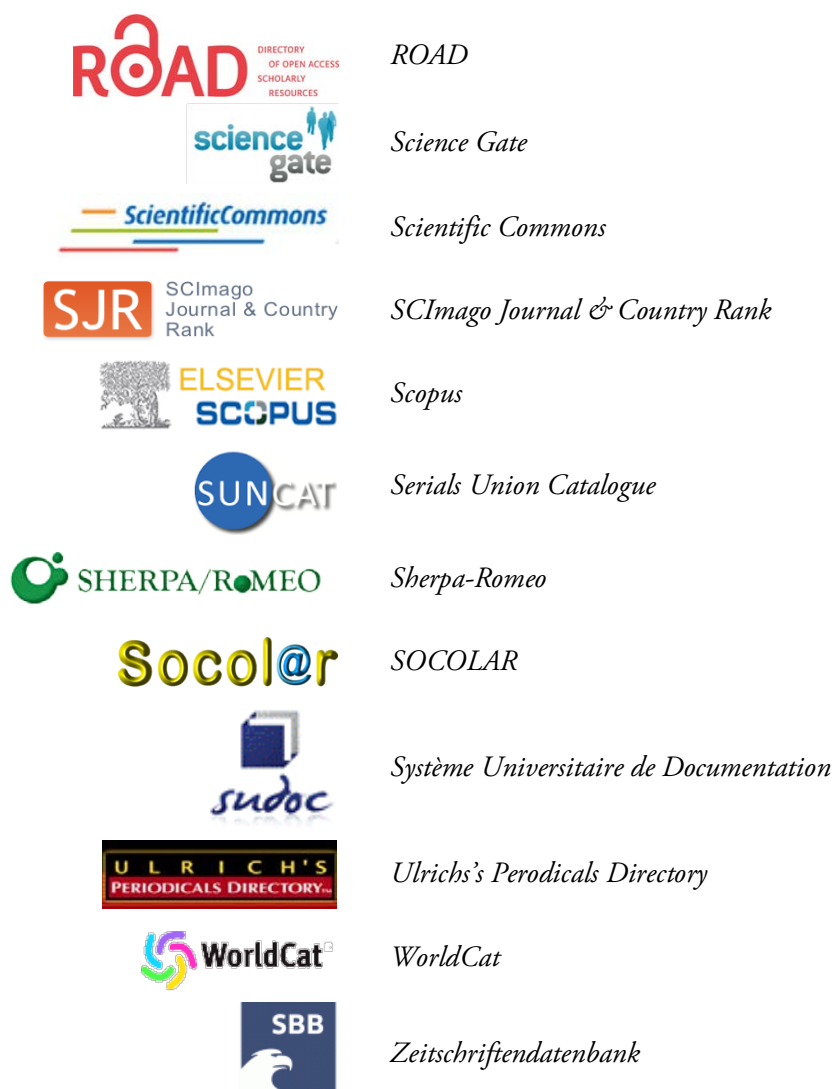 ROAD DIRECTORY
OF OPEN ACCESS
SCHOLARLY
RESOURCES
ROAD
science
gate
Science Gate
ScientificCommons
Scientific Commons
SJR SCImago
Journal & Country
Rank
SCImago Journal & Country Rank
ELSEVIER
SCOPUS
Scopus
SUNCAT
Serials Union Catalogue
SHERPA/RoMEO
Sherpa-Romeo
Socol@r
SOCOLAR
sudoc
Système Universitaire de Documentation
ULRICH'S
PERIODICALS DIRECTORY™
Ulrichs's Perodicals Directory
WorldCat
WorldCat
SBB
Zeitschriftendatenbank